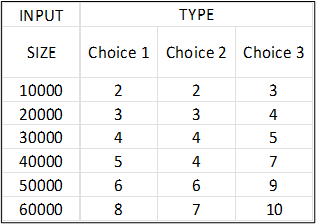 INPUT TYPE
SIZE Choice 1 Choice 2 Choice 3
10000 2 2 3
20000 3 3 4
30000 4 4 5
40000 5 4 7
50000 6 6 9
60000 8 7 10